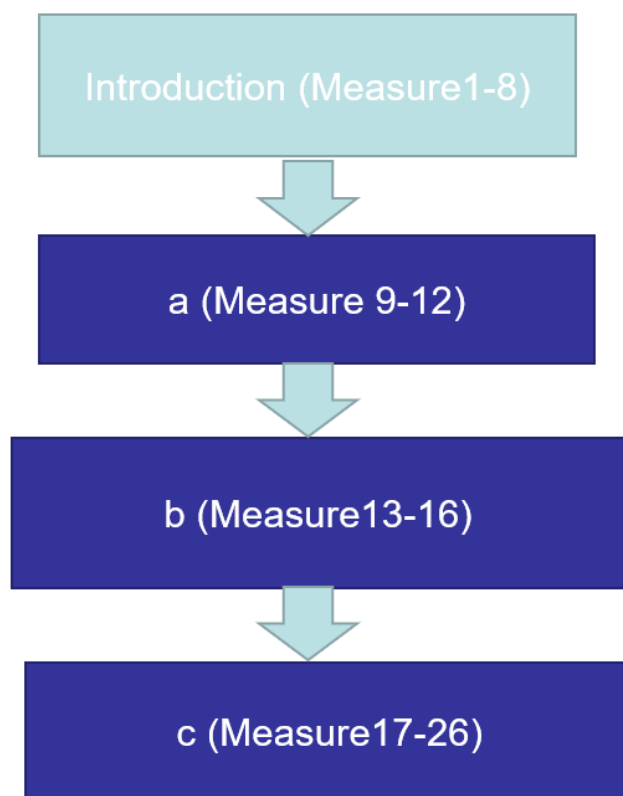 Introduction (Measure1-8)
a (Measure 9-12)
b (Measure13-16)
c (Measure17-26)